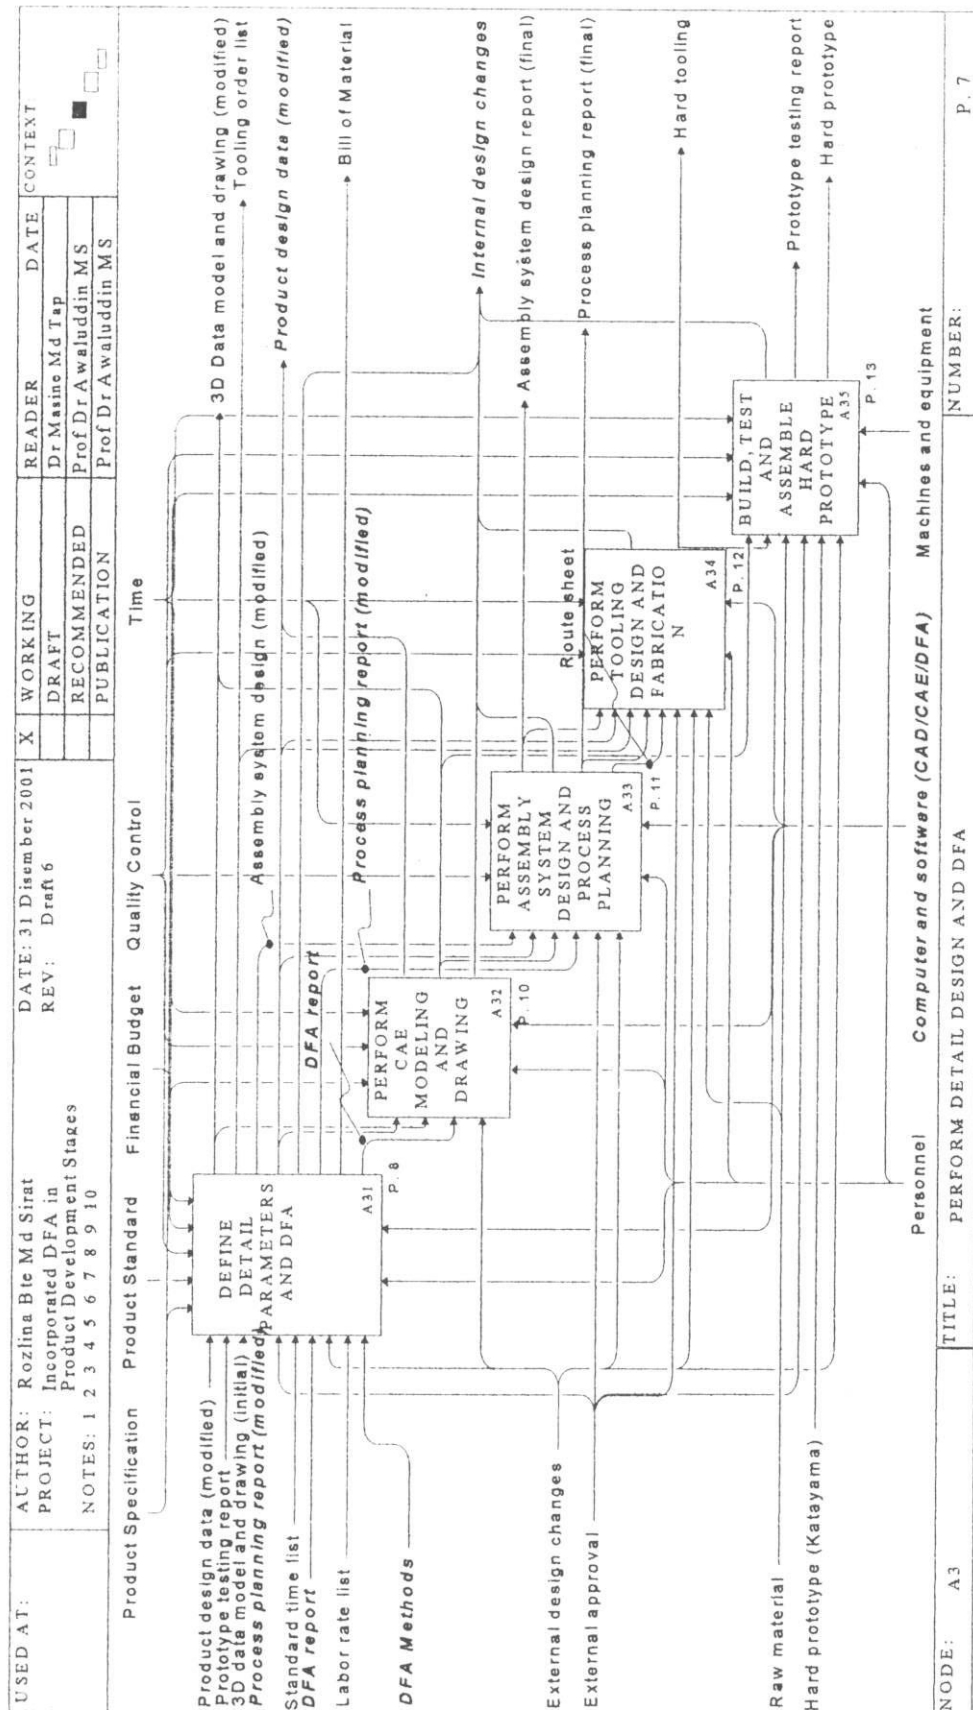 USED AT:
AUTHOR: Rozlina Bte Md Sirat
PROJECT: Incorporated DFA in
Product Development Stages
NOTES: 1 2 3 4 5 6 7 8 9 10
DATE: 31 Disember 2001
REV: Draft 6
X
WORKING
DRAFT
RECOMMENDED
PUBLICATION
READER DATE
Dr Masine Md Tap
Prof Dr Awaluddin MS
Prof Dr Awaluddin MS
CONTEXT:
Product Specification
Product Standard
Financial Budget
Quality Control
Time
Product design data (modified)
Prototype testing report
3D data model and drawing (initial)
Process planning report (modified)
Standard time list
DFA report
Labor rate list
DFA Methods
External design changes
External approval
Raw material
Hard prototype (Katayama)
DEFINE
DETAIL
PARAMETERS
AND DFA
A31
P. 8
DFA report
PERFORM
CAE
MODELING
AND
DRAWING
A32
P. 10
Assembly system design (modified)
Process planning report (modified)
PERFORM
ASSEMBLY
SYSTEM
DESIGN AND
PROCESS
PLANNING
A33
P. 11
Route sheet
PERFORM
TOOLING
DESIGN AND
FABRICATIO
N
A34
P. 12
BUILD, TEST
AND
ASSEMBLE
HARD
PROTOTYPE
A35
P. 13
3D Data model and drawing (modified)
Tooling order list
Product design data (modified)
Bill of Material
Internal design changes
Assembly system design report (final)
Process planning report (final)
Hard tooling
Prototype testing report
Hard prototype
Personnel
Computer and software (CAD/CAE/DFA)
Machines and equipment
NODE: A3
TITLE: PERFORM DETAIL DESIGN AND DFA
NUMBER: P. 7